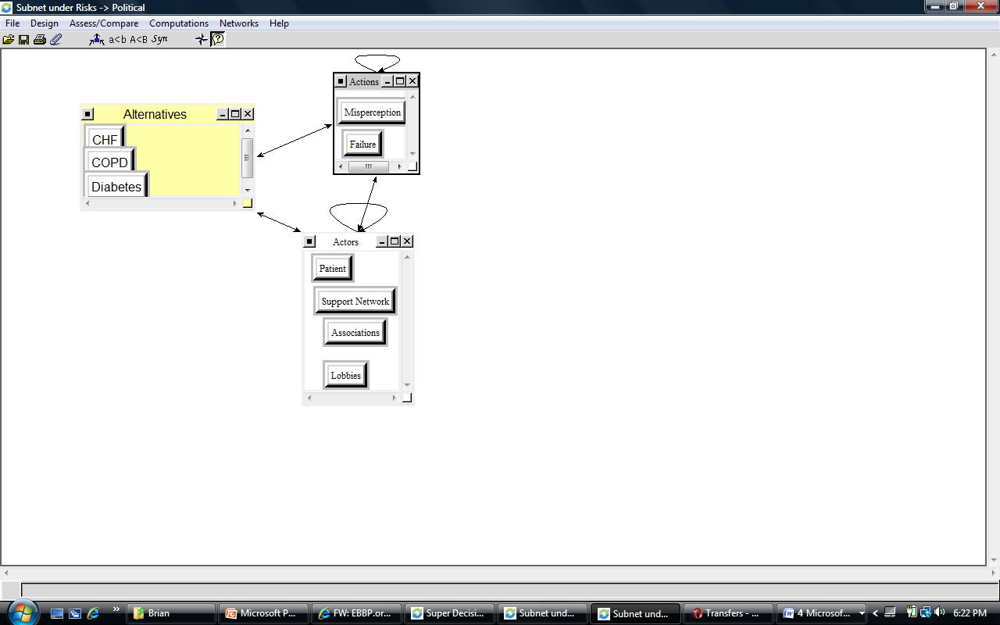 Subnet under Risks -> Political
File Design Assess/Compare Computations Networks Help
a<b A<B Syn
Actions
Misperception
Failure
Alternatives
CHF
COPD
Diabetes
Actors
Patient
Support Network
Associations
Lobbies
Brian
Microsoft P...
FW: EBBP.or...
Super Decisi...
Subnet und...
Subnet und...
Transfers - ...
4 Microsof...
6:22 PM